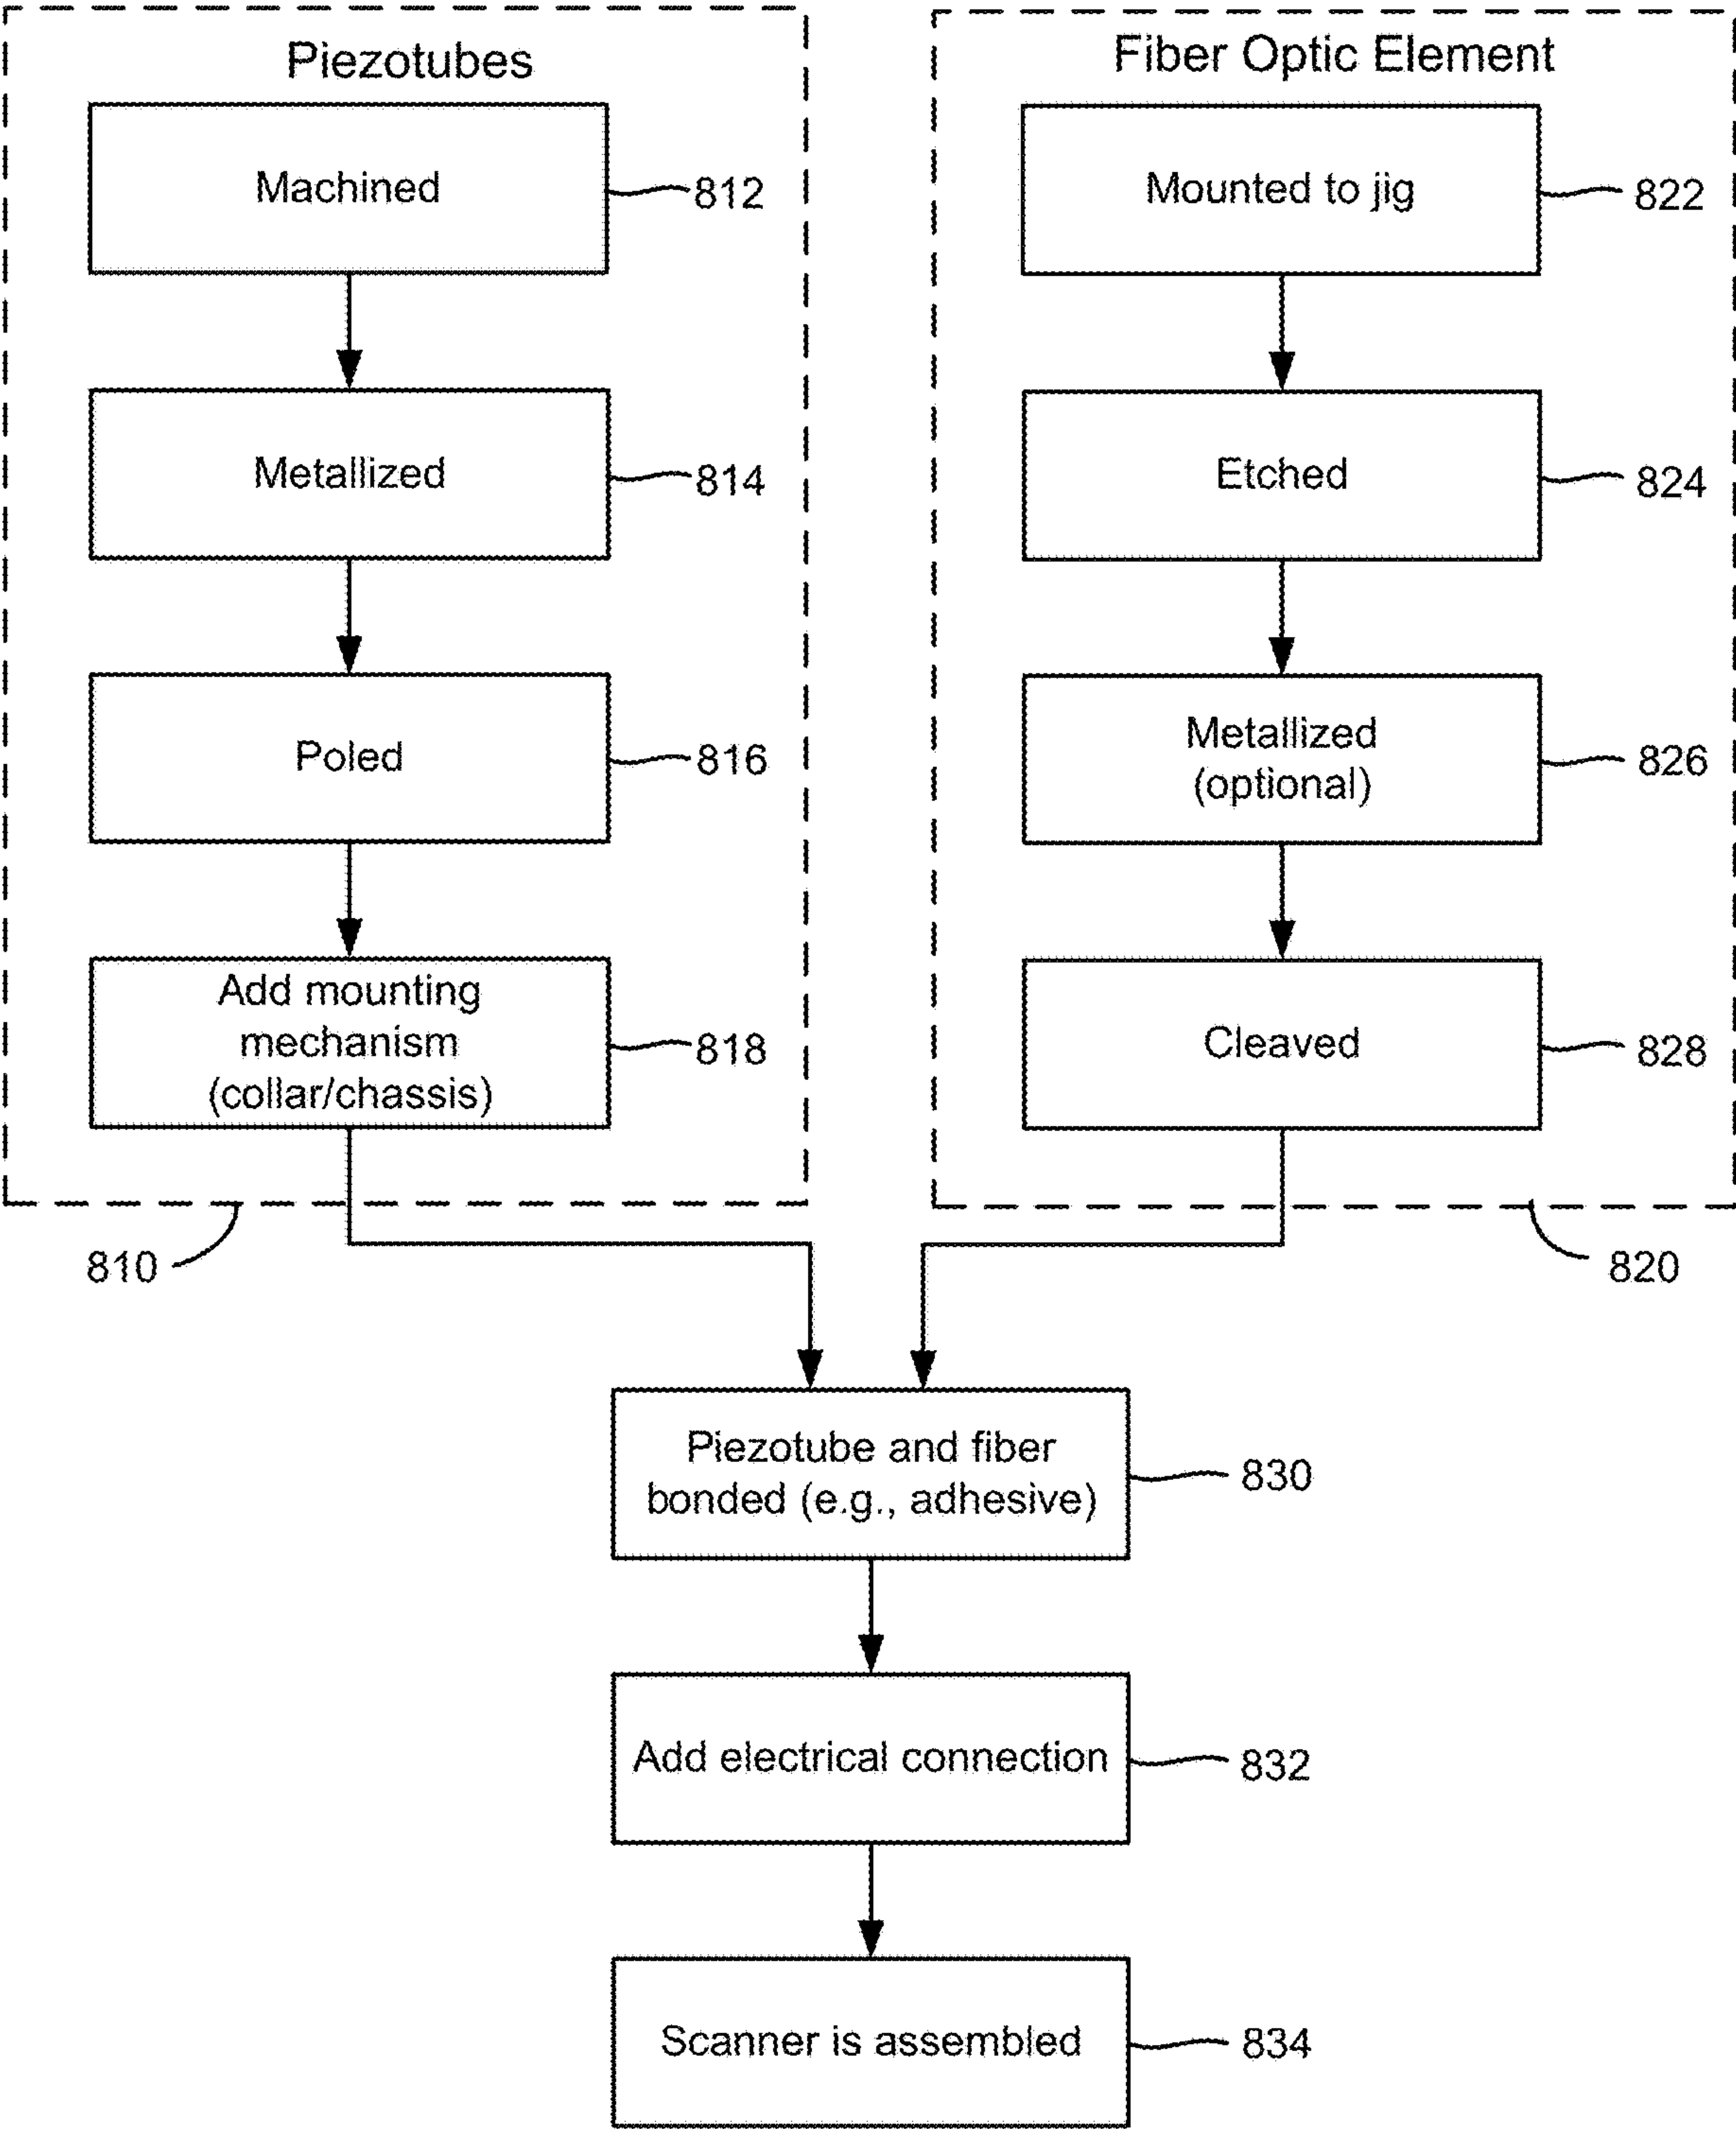 Piezotubes
Machined
812
Metallized
814
Poled
816
Add mounting
mechanism
(collar/chassis)
818
810
Fiber Optic Element
Mounted to jig
822
Etched
824
Metallized
(optional)
826
Cleaved
828
820
Piezotube and fiber
bonded (e.g., adhesive)
830
Add electrical connection
832
Scanner is assembled
834